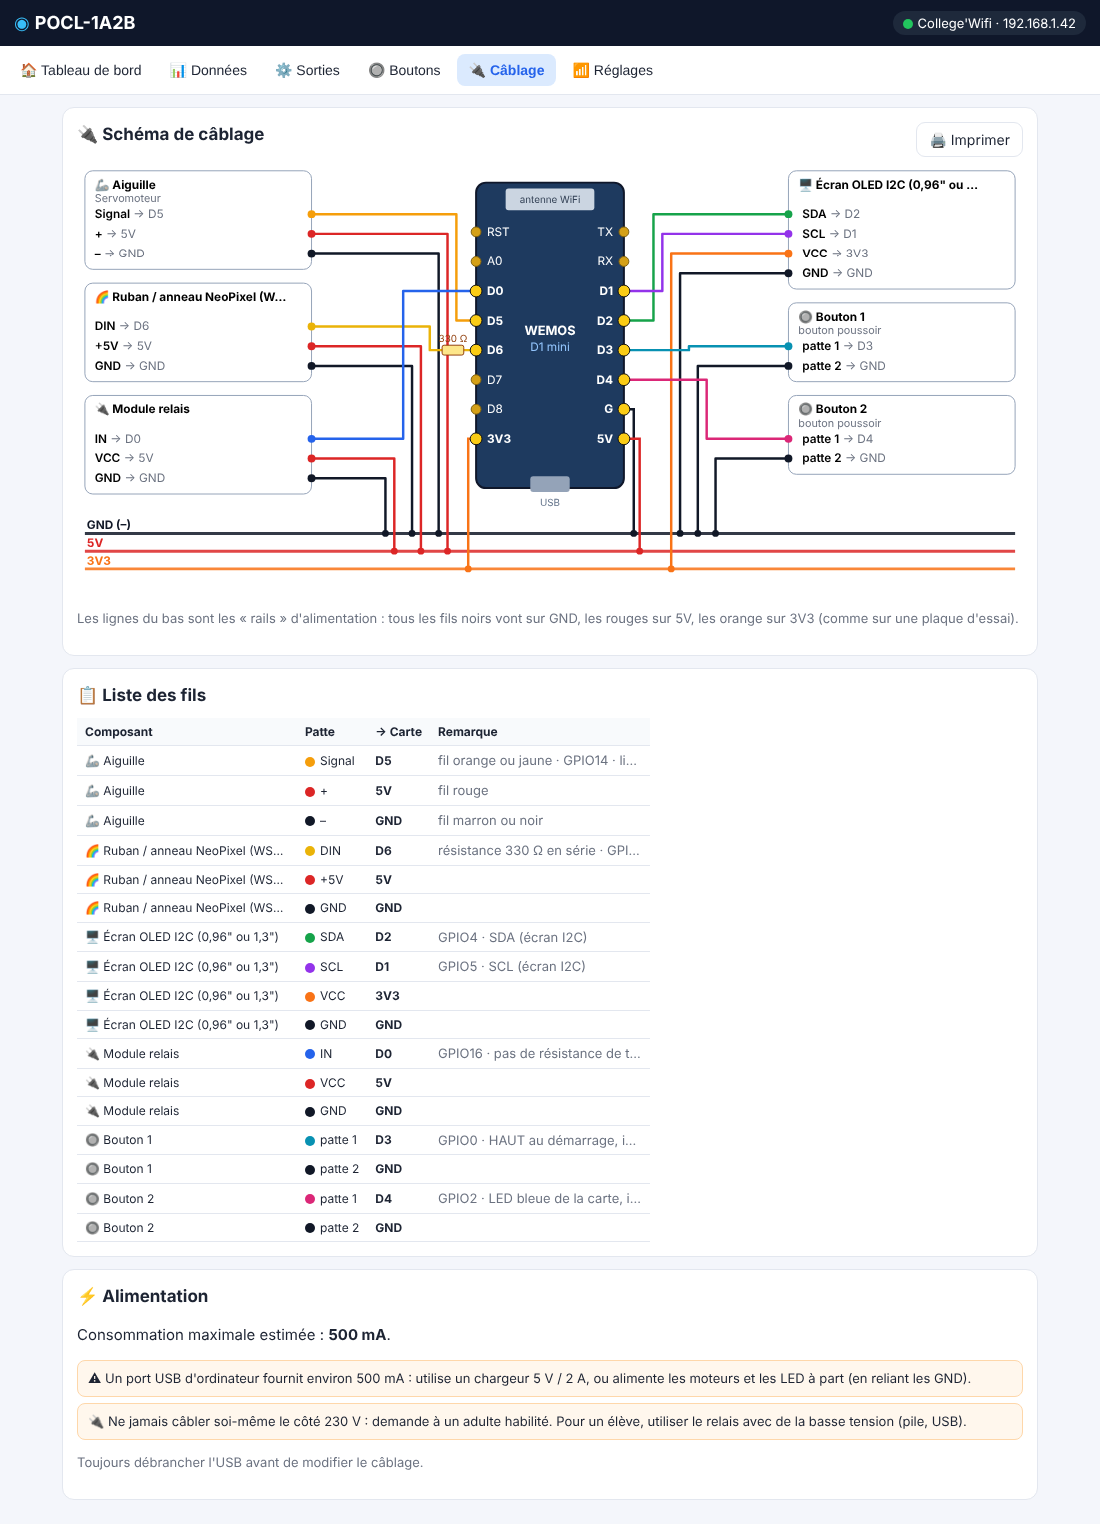 POCL-1A2B
College'Wifi · 192.168.1.42
Tableau de bord
Données
Sorties
Boutons
Câblage
Réglages
Schéma de câblage
Imprimer
Aiguille
Servomoteur
Signal → D5
+ → 5V
– → GND
Ruban / anneau NeoPixel (W...
DIN → D6
+5V → 5V
GND → GND
Module relais
IN → D0
VCC → 5V
GND → GND
antenne WiFi
RST
A0
D0
D5
D6
D7
D8
3V3
330 Ω
WEMOS
D1 mini
TX
RX
D1
D2
D3
D4
G
5V
USB
Écran OLED I2C (0,96" ou ...
SDA → D2
SCL → D1
VCC → 3V3
GND → GND
Bouton 1
bouton poussoir
patte 1 → D3
patte 2 → GND
Bouton 2
bouton poussoir
patte 1 → D4
patte 2 → GND
GND (–)
5V
3V3
Les lignes du bas sont les « rails » d'alimentation : tous les fils noirs vont sur GND, les rouges sur 5V, les orange sur 3V3 (comme sur une plaque d'essai).
Liste des fils
Composant Patte → Carte Remarque
Aiguille Signal D5 fil orange ou jaune · GPIO14 · li...
Aiguille + 5V fil rouge
Aiguille – GND fil marron ou noir
Ruban / anneau NeoPixel (WS... DIN D6 résistance 330 Ω en série · GPI...
Ruban / anneau NeoPixel (WS... +5V 5V
Ruban / anneau NeoPixel (WS... GND GND
Écran OLED I2C (0,96" ou 1,3") SDA D2 GPIO4 · SDA (écran I2C)
Écran OLED I2C (0,96" ou 1,3") SCL D1 GPIO5 · SCL (écran I2C)
Écran OLED I2C (0,96" ou 1,3") VCC 3V3
Écran OLED I2C (0,96" ou 1,3") GND GND
Module relais IN D0 GPIO16 · pas de résistance de t...
Module relais VCC 5V
Module relais GND GND
Bouton 1 patte 1 D3 GPIO0 · HAUT au démarrage, i...
Bouton 1 patte 2 GND
Bouton 2 patte 1 D4 GPIO2 · LED bleue de la carte, i...
Bouton 2 patte 2 GND
Alimentation
Consommation maximale estimée : 500 mA.
Un port USB d'ordinateur fournit environ 500 mA : utilise un chargeur 5 V / 2 A, ou alimente les moteurs et les LED à part (en reliant les GND).
Ne jamais câbler soi-même le côté 230 V : demande à un adulte habilité. Pour un élève, utiliser le relais avec de la basse tension (pile, USB).
Toujours débrancher l'USB avant de modifier le câblage.